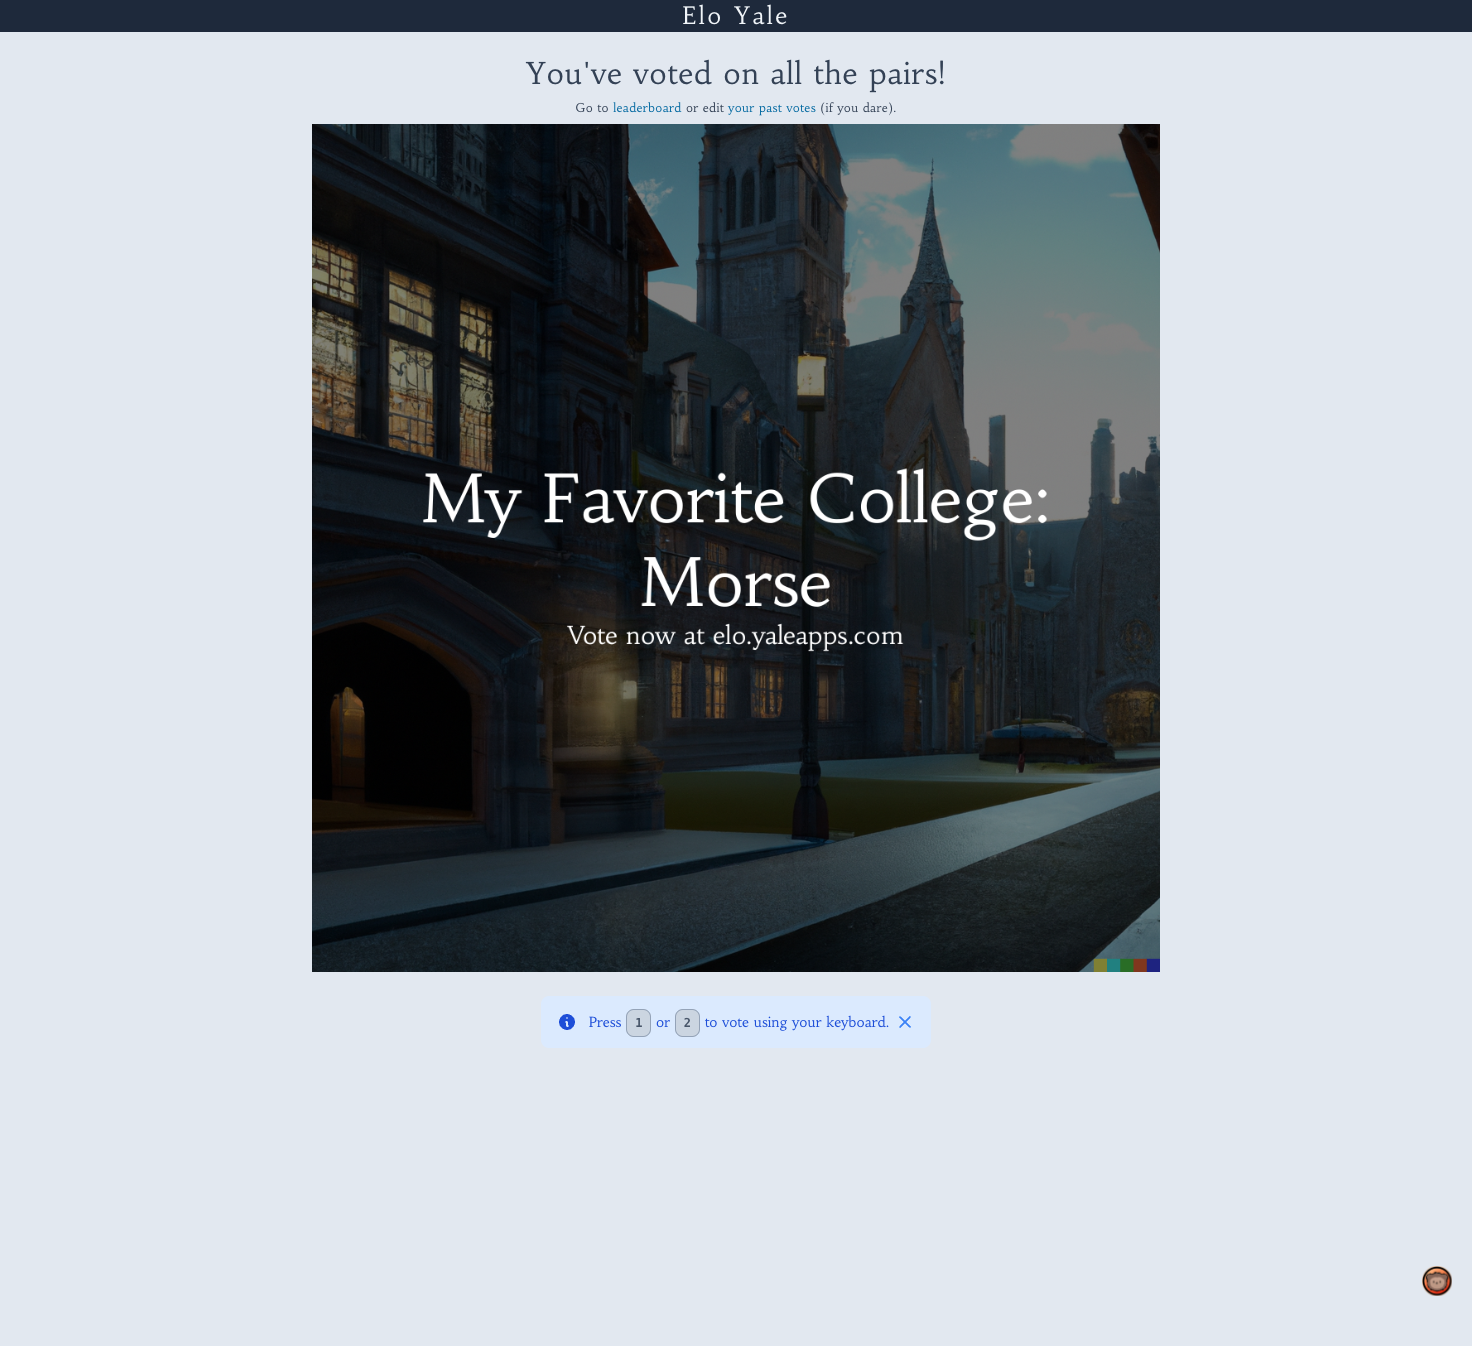 Elo Yale
You've voted on all the pairs!
Go to leaderboard or edit your past votes (if you dare).
My Favorite College:
Morse
Vote now at elo.yaleapps.com
Press 1 or 2 to vote using your keyboard.